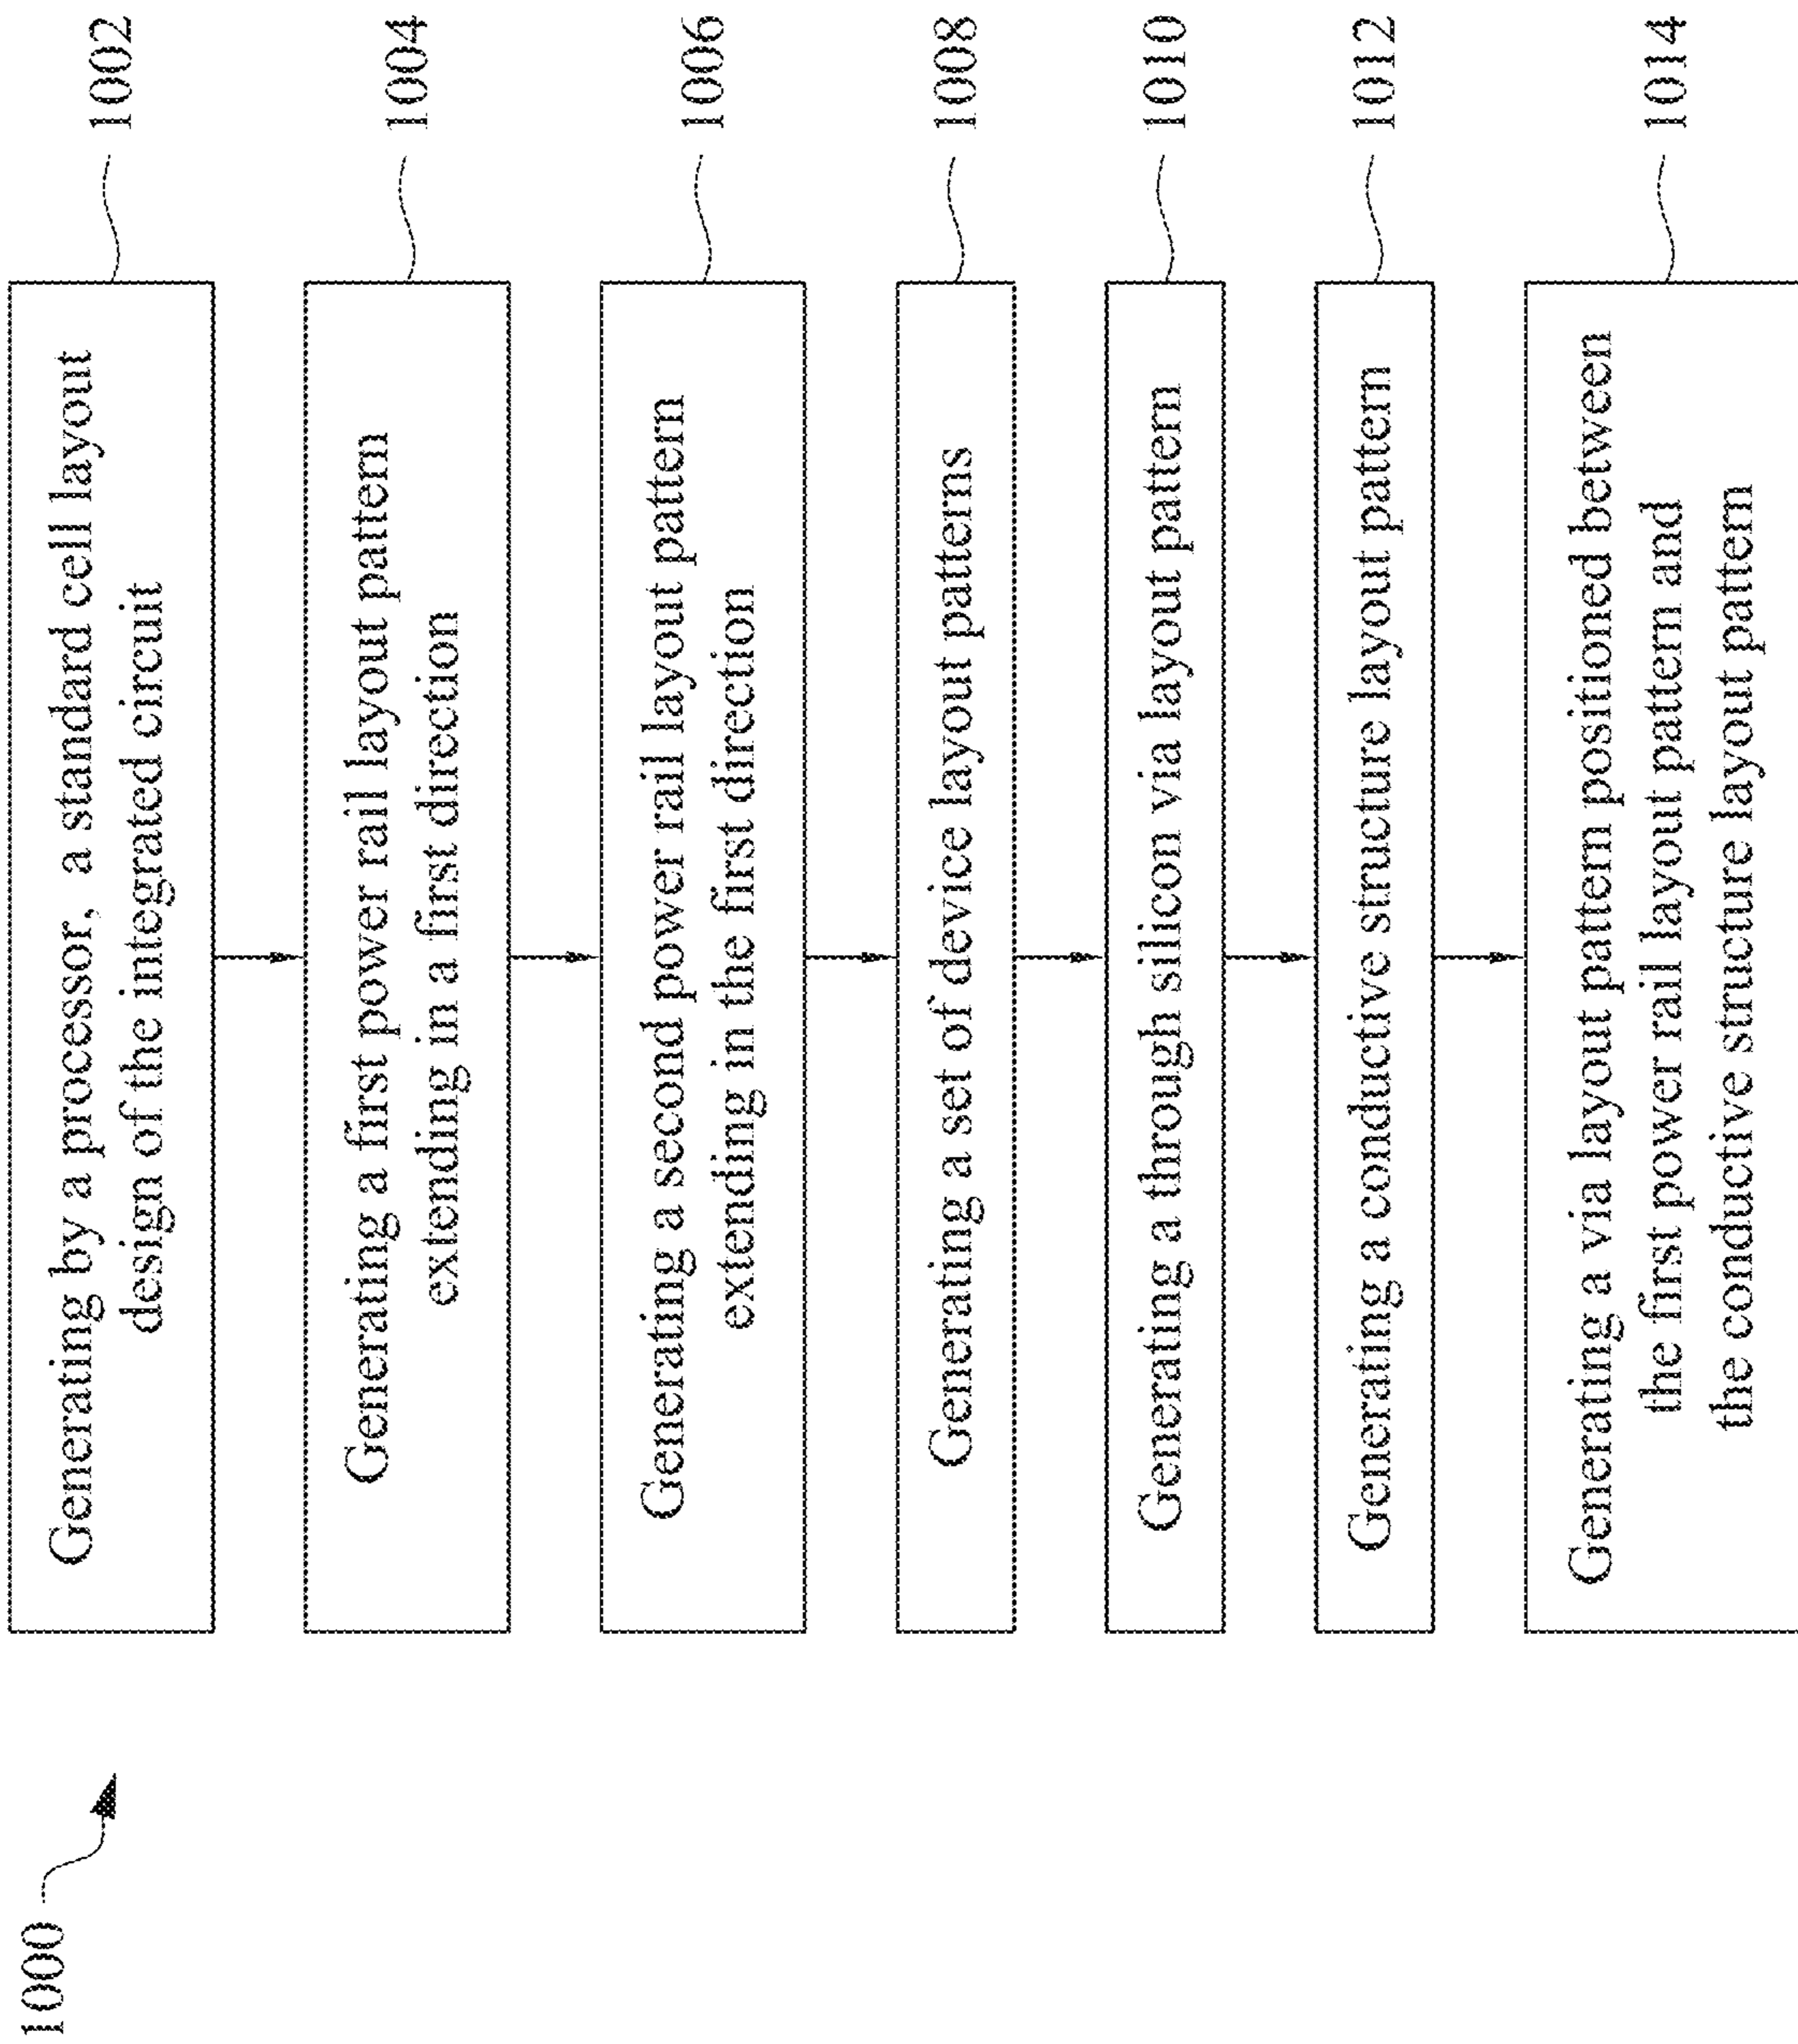 1000
Generating by a processor, a standard cell layout
design of the integrated circuit
1002
Generating a first power rail layout pattern
extending in a first direction
1004
Generating a second power rail layout pattern
extending in the first direction
1006
Generating a set of device layout patterns
1008
Generating a through silicon via layout pattern
1010
Generating a conductive structure layout pattern
1012
Generating a via layout pattern positioned between
the first power rail layout pattern and
the conductive structure layout pattern
1014